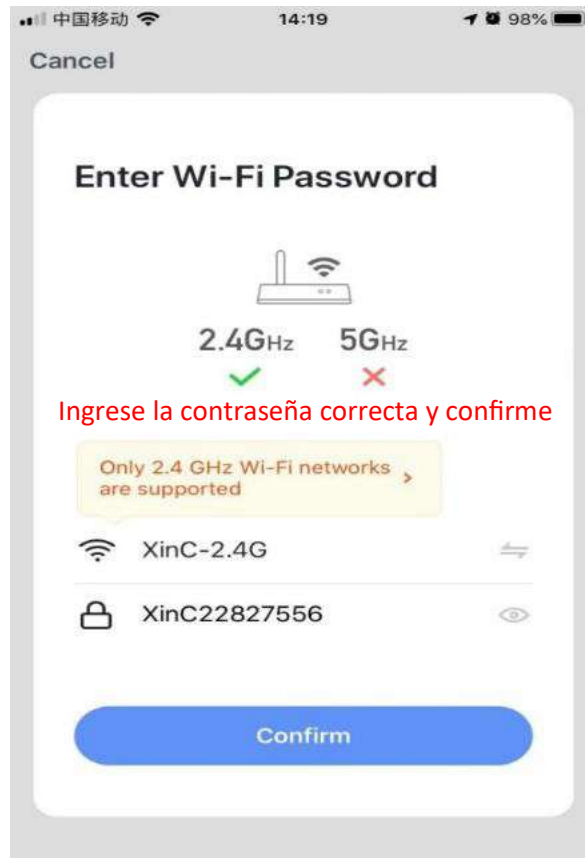 中国移动 14:19 98%
Cancel
Enter Wi-Fi Password
2.4GHz 5GHz
Ingrese la contraseña correcta y confirme
Only 2.4 GHz Wi-Fi networks
are supported
XinC-2.4G
XinC22827556
Confirm